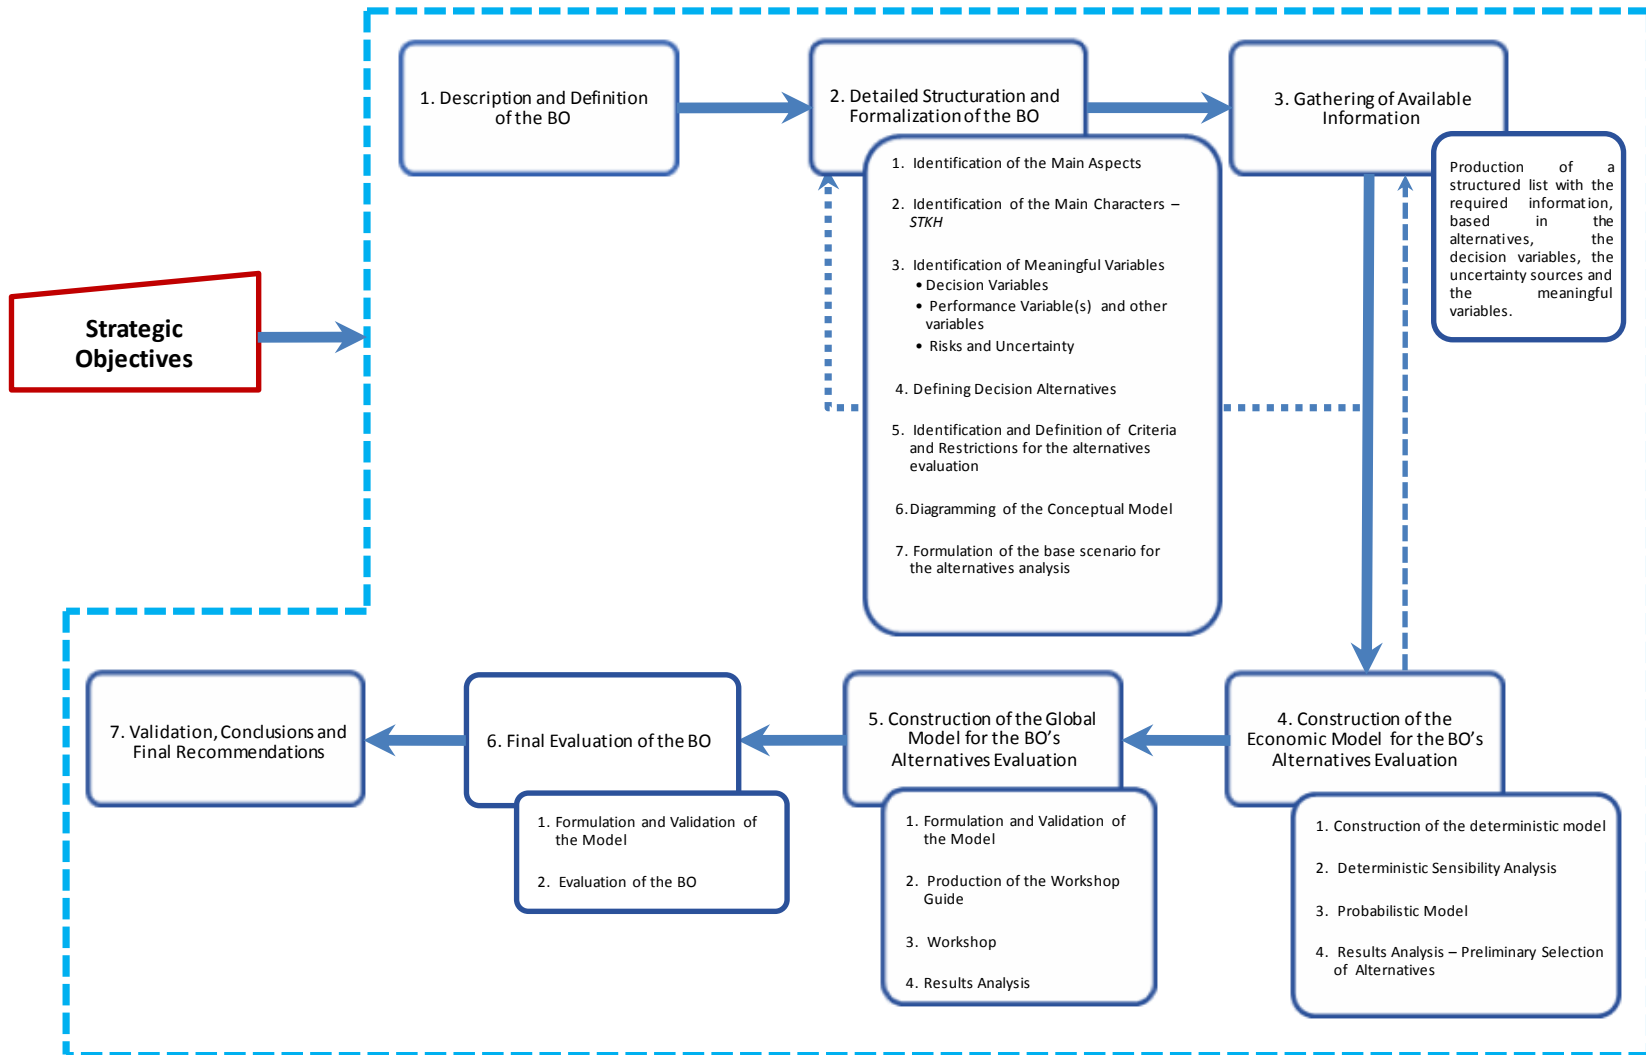 1. Description and Definition
of the BO
2. Detailed Structuration and
Formalization of the BO
3. Gathering of Available
Information
1. Identification of the Main Aspects
2. Identification of the Main Characters –
STKH
3. Identification of Meaningful Variables
• Decision Variables
• Performance Variable(s) and other
variables
• Risks and Uncertainty
4. Defining Decision Alternatives
5. Identification and Definition of Criteria
and Restrictions for the alternatives
evaluation
6. Diagramming of the Conceptual Model
7. Formulation of the base scenario for
the alternatives analysis
Production of a
structured list with the
required information,
based in the
alternatives, the
decision variables, the
uncertainty sources and
the meaningful
variables.
Strategic
Objectives
7. Validation, Conclusions and
Final Recommendations
6. Final Evaluation of the BO
1. Formulation and Validation of
the Model
2. Evaluation of the BO
5. Construction of the Global
Model for the BO's
Alternatives Evaluation
1. Formulation and Validation of
the Model
2. Production of the Workshop
Guide
3. Workshop
4. Results Analysis
4. Construction of the
Economic Model for the BO's
Alternatives Evaluation
1. Construction of the deterministic model
2. Deterministic Sensibility Analysis
3. Probabilistic Model
4. Results Analysis – Preliminary Selection
of Alternatives